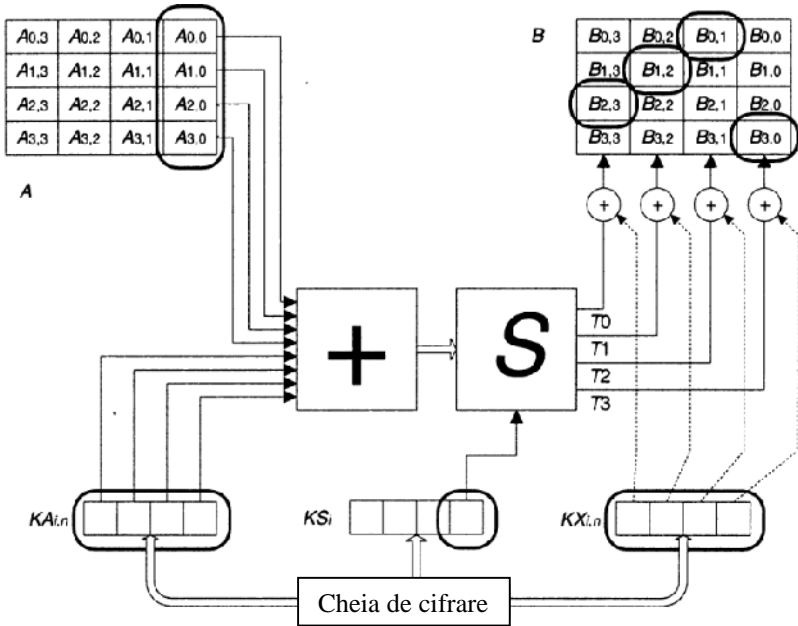 A0,3 A0,2 A0,1 A0,0
A1,3 A1,2 A1,1 A1,0
A2,3 A2,2 A2,1 A2,0
A3,3 A3,2 A3,1 A3,0
A
B
B0,3 B0,2 B0,1 B0,0
B1,3 B1,2 B1,1 B1,0
B2,3 B2,2 B2,1 B2,0
B3,3 B3,2 B3,1 B3,0
+ + + +
+
S
T0
T1
T2
T3
KAi,n
KSi
KXi,n
Cheia de cifrare